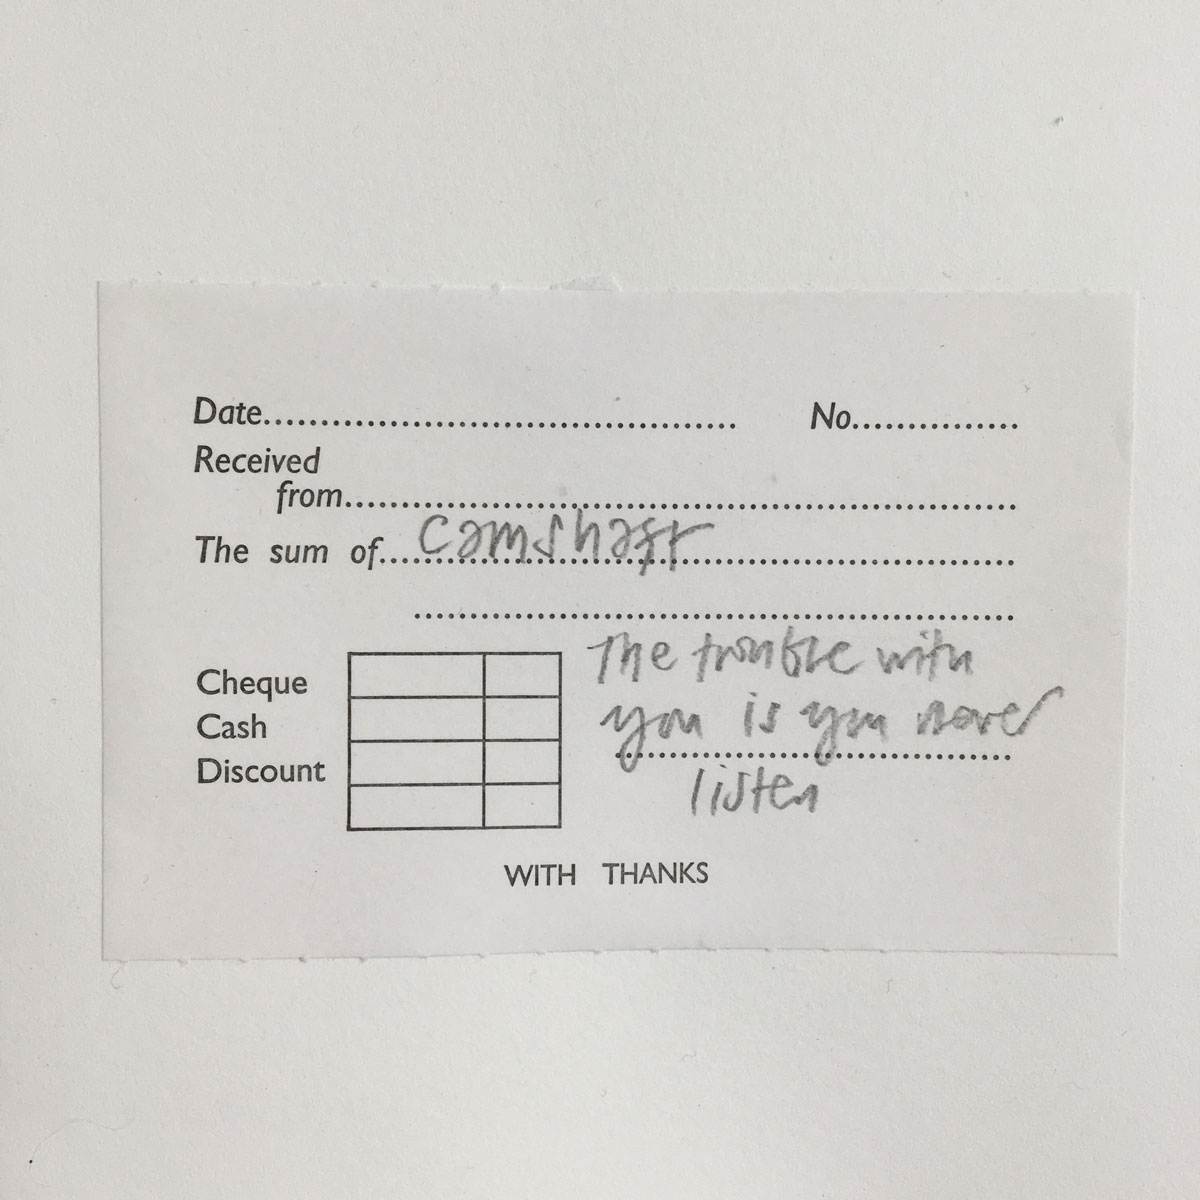 Date......................................... No...............
Received
from...........................................................
The sum of....camshaft..............................
....................................................
Cheque
Cash
Discount
The trouble with
you is you never
..................................
listen
WITH THANKS